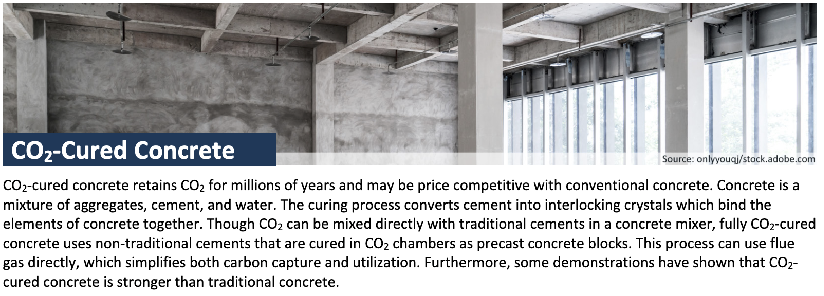 CO₂-Cured Concrete
Source: onlyyouqj/stock.adobe.com
CO₂-cured concrete retains CO₂ for millions of years and may be price competitive with conventional concrete. Concrete is a
mixture of aggregates, cement, and water. The curing process converts cement into interlocking crystals which bind the
elements of concrete together. Though CO₂ can be mixed directly with traditional cements in a concrete mixer, fully CO₂-cured
concrete uses non-traditional cements that are cured in CO₂ chambers as precast concrete blocks. This process can use flue
gas directly, which simplifies both carbon capture and utilization. Furthermore, some demonstrations have shown that CO₂-
cured concrete is stronger than traditional concrete.